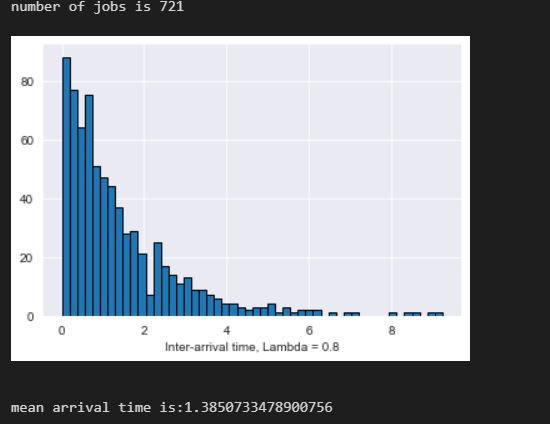 number of jobs is 721
80
60
40
20
0
0 2 4 6 8
Inter-arrival time, Lambda = 0.8
mean arrival time is:1.3850733478900756